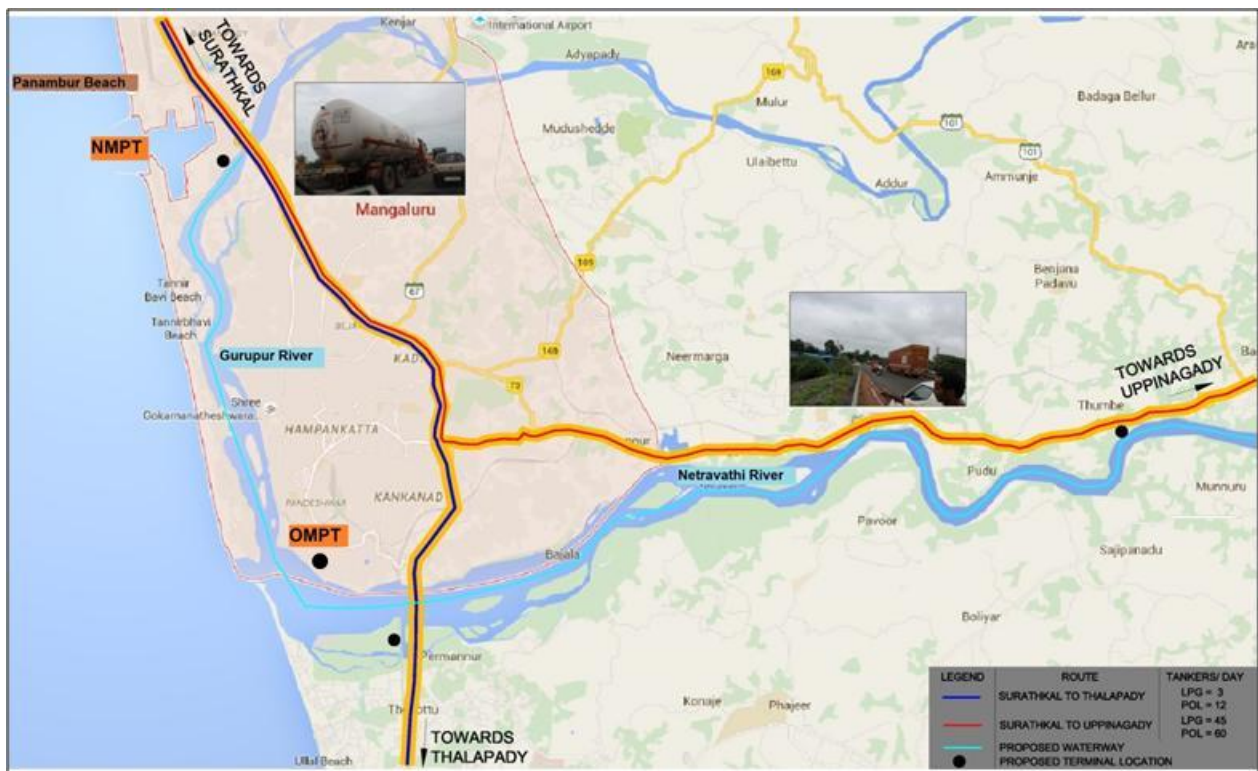 Kenjar
International Airport
TOWARDS
SURATHKAL
Adyapady
169
Ara
Panambur Beach
Mulur
Badaga Bellur
101
NMPT
Mudushedde
101
Ulaibettu
Ammunje
Addur
Mangaluru
169
Benjana
Padavu
Tannir
Bavi Beach
67
Tannirbhavi
Beach
Gurupur River
KAD
169
Neermarga
TOWARDS
UPPINAGADY
Ba
73
Shree
Gokarnanatheshwara...
Thumbe
HAMPANKATTA
Netravathi River
Pudu
KANKANAD
Munnuru
PANDESHWAR
Pavoor
OMPT
Bajala
Sajipanadu
Boliyar
Permannur
Konaje
Phajeer
TOWARDS
THALAPADY
Ullal Beach
LEGEND ROUTE TANKERS/ DAY
SURATHKAL TO THALAPADY LPG = 3
POL = 12
SURATHKAL TO UPPINAGADY LPG = 45
POL = 60
PROPOSED WATERWAY
PROPOSED TERMINAL LOCATION